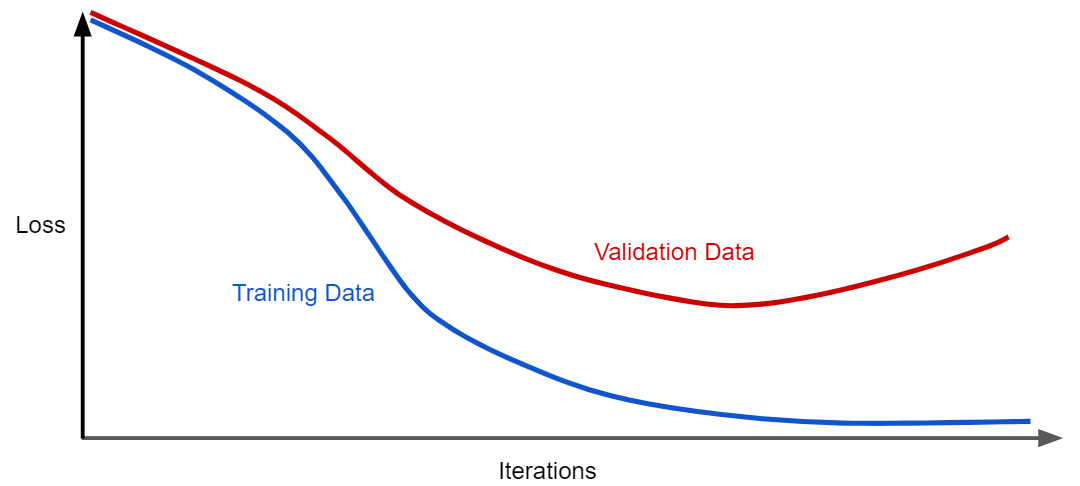 Loss
Validation Data
Training Data
Iterations